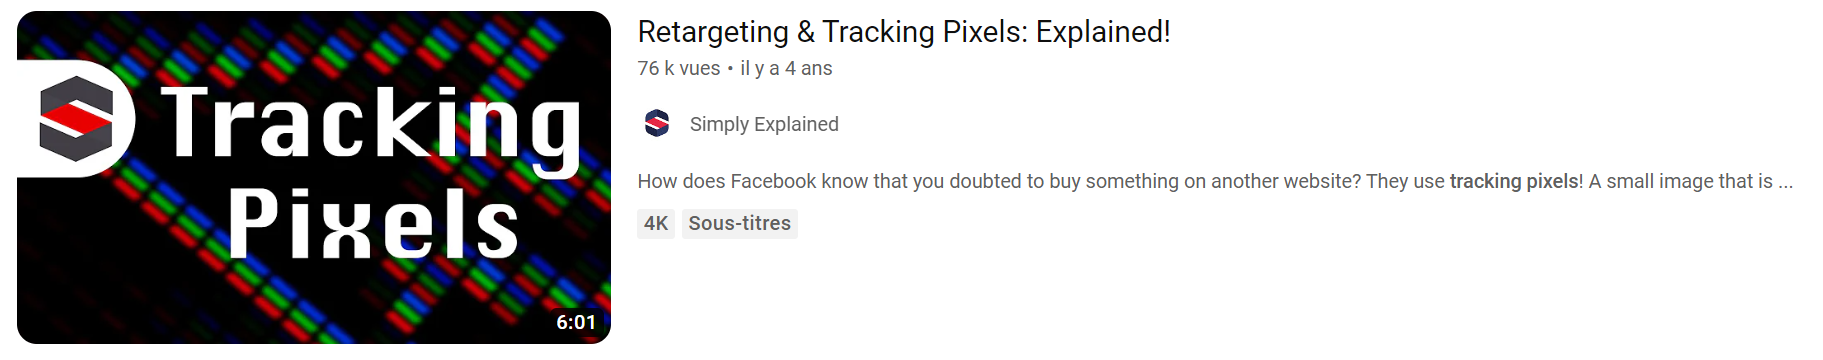 Tracking
Pixels
6:01
Retargeting & Tracking Pixels: Explained!
76 k vues • il y a 4 ans
Simply Explained
How does Facebook know that you doubted to buy something on another website? They use tracking pixels! A small image that is ...
4K Sous-titres